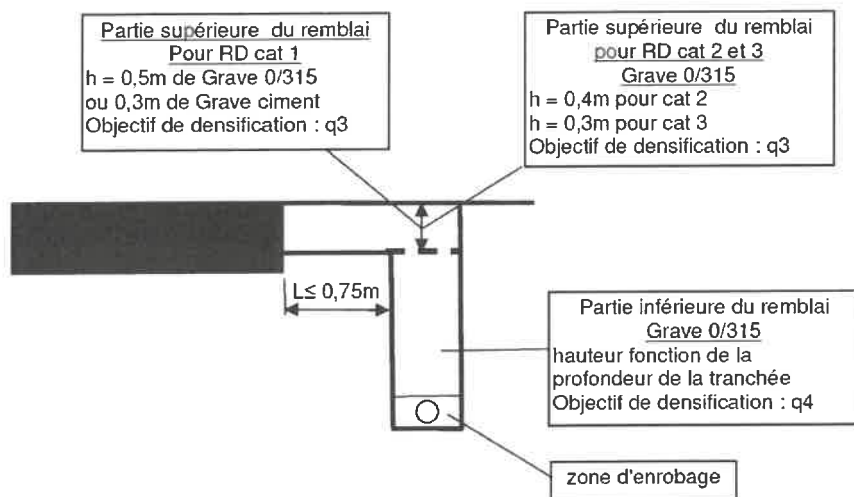 Partie supérieure du remblai
Pour RD cat 1
h = 0,5m de Grave 0/315
ou 0,3m de Grave ciment
Objectif de densification : q3
Partie supérieure du remblai
pour RD cat 2 et 3
Grave 0/315
h = 0,4m pour cat 2
h = 0,3m pour cat 3
Objectif de densification : q3
L≤ 0,75m
Partie inférieure du remblai
Grave 0/315
hauteur fonction de la
profondeur de la tranchée
Objectif de densification : q4
zone d'enrobage